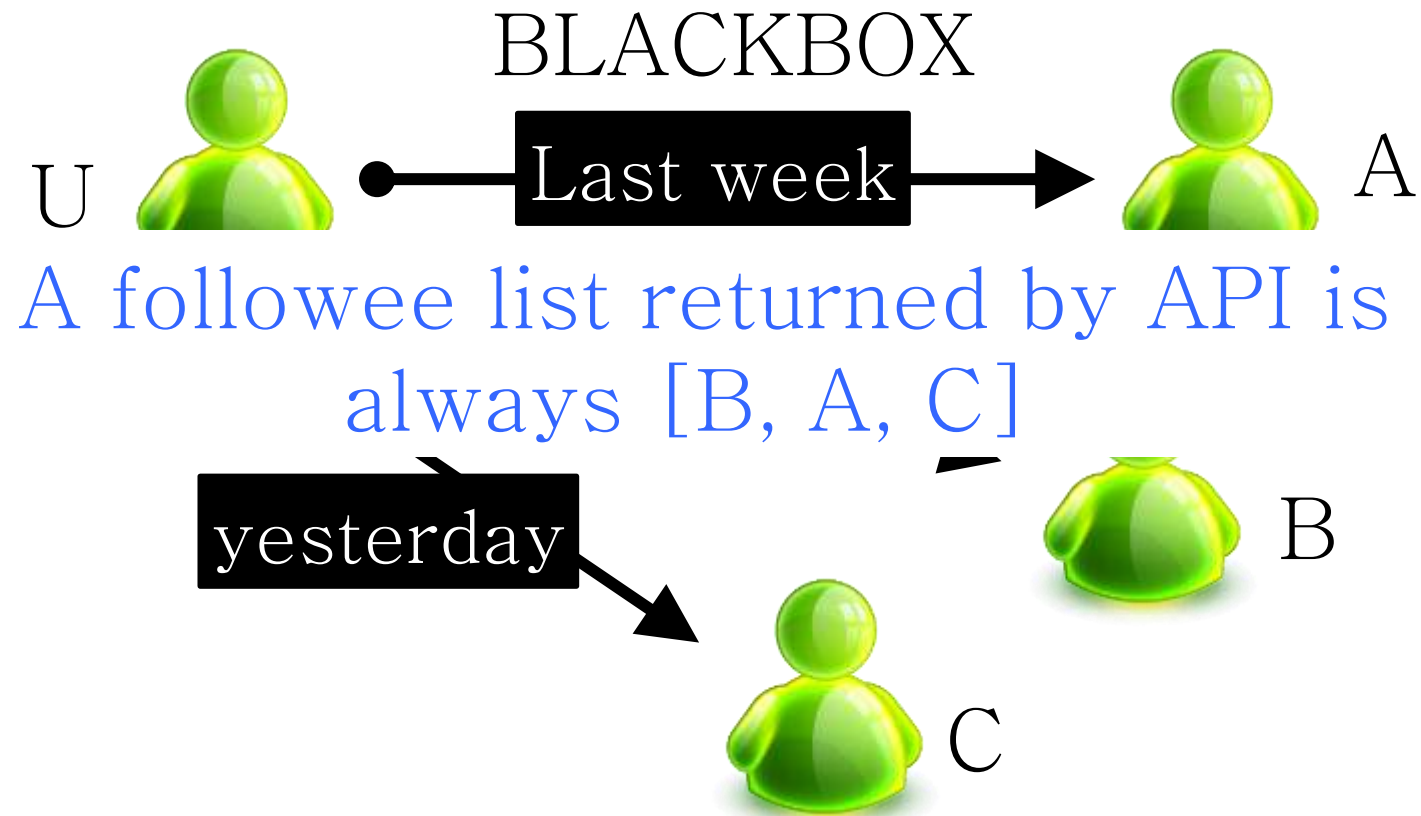 BLACKBOX
Last week
U
A
A followee list returned by API is
always [B, A, C]
yesterday
B
C